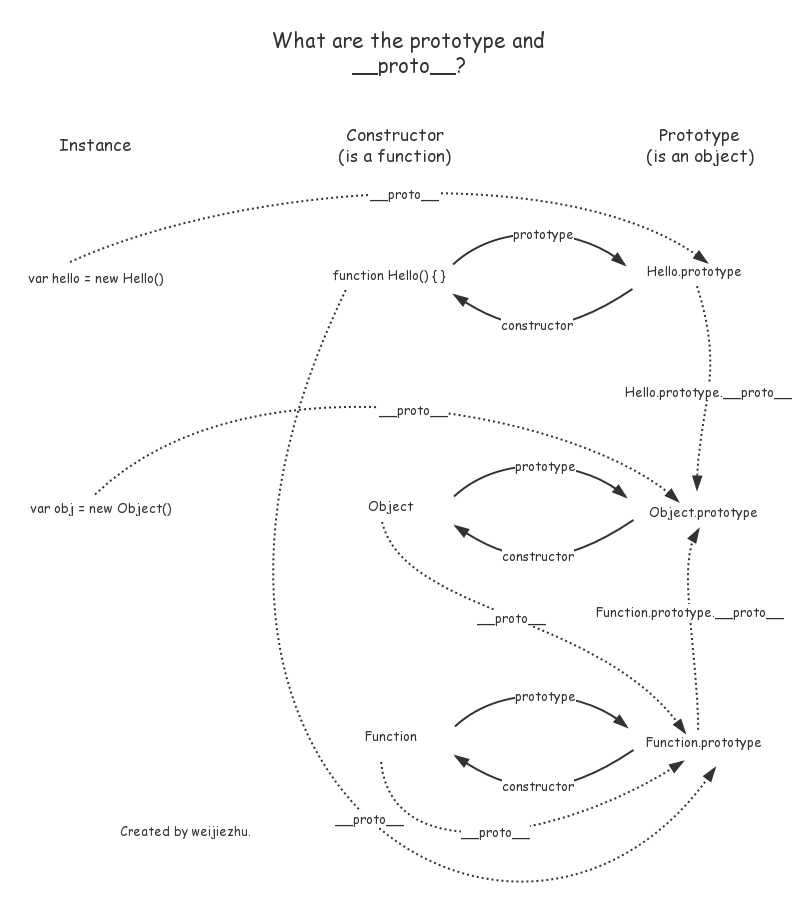 What are the prototype and
__proto__?
Instance
Constructor
(is a function)
Prototype
(is an object)
__proto__
prototype
var hello = new Hello()
function Hello() { }
Hello.prototype
constructor
Hello.prototype.__proto__
__proto__
prototype
var obj = new Object()
Object
Object.prototype
constructor
__proto__
Function.prototype.__proto__
prototype
Function
Function.prototype
constructor
__proto__
__proto__
Created by weijiezhu.